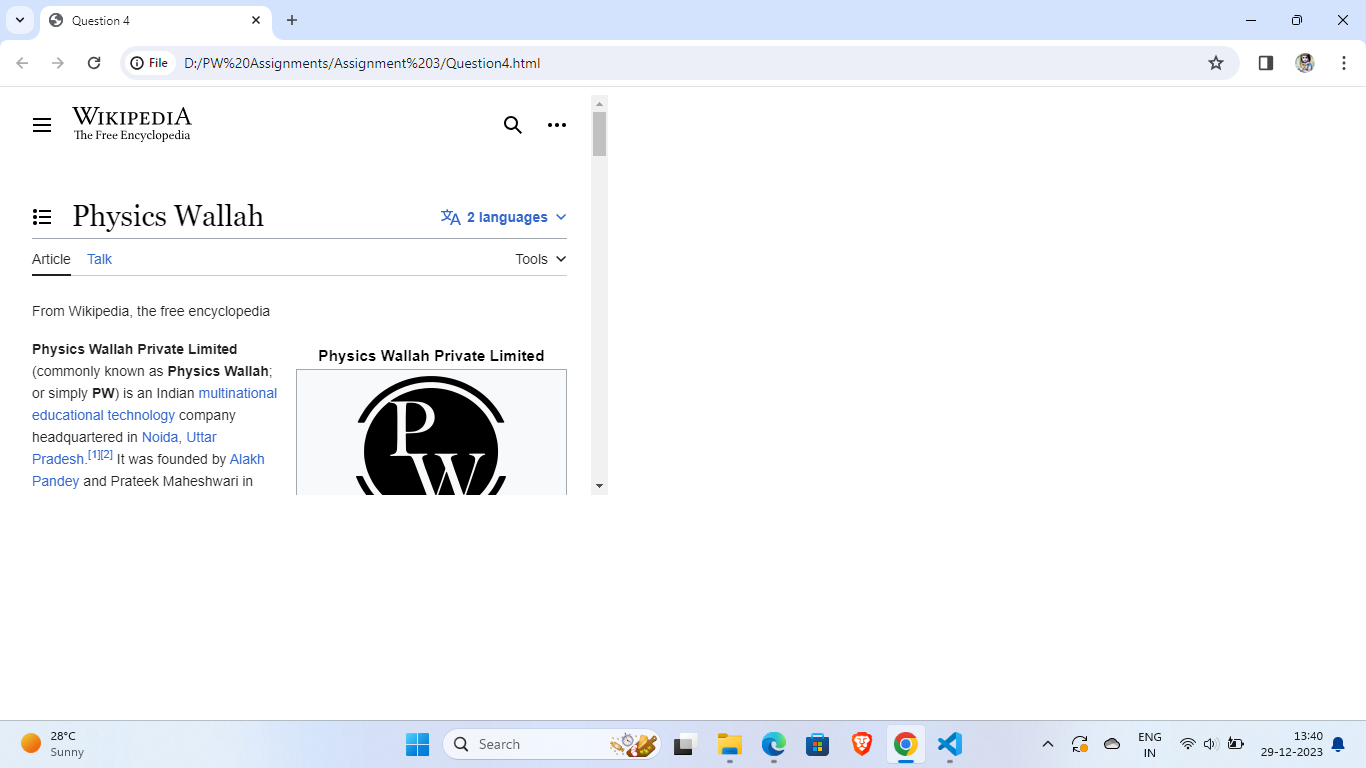 Question 4
File
D:/PW%20Assignments/Assignment%203/Question4.html
WIKIPEDIA
The Free Encyclopedia
Physics Wallah
2 languages
Article
Talk
Tools
From Wikipedia, the free encyclopedia
Physics Wallah Private Limited
(commonly known as Physics Wallah;
or simply PW) is an Indian multinational
educational technology company
headquartered in Noida, Uttar
Pradesh.[1][2] It was founded by Alakh
Pandey and Prateek Maheshwari in
Physics Wallah Private Limited
P
W
28°C
Sunny
Search
ENG
IN
13:40
29-12-2023